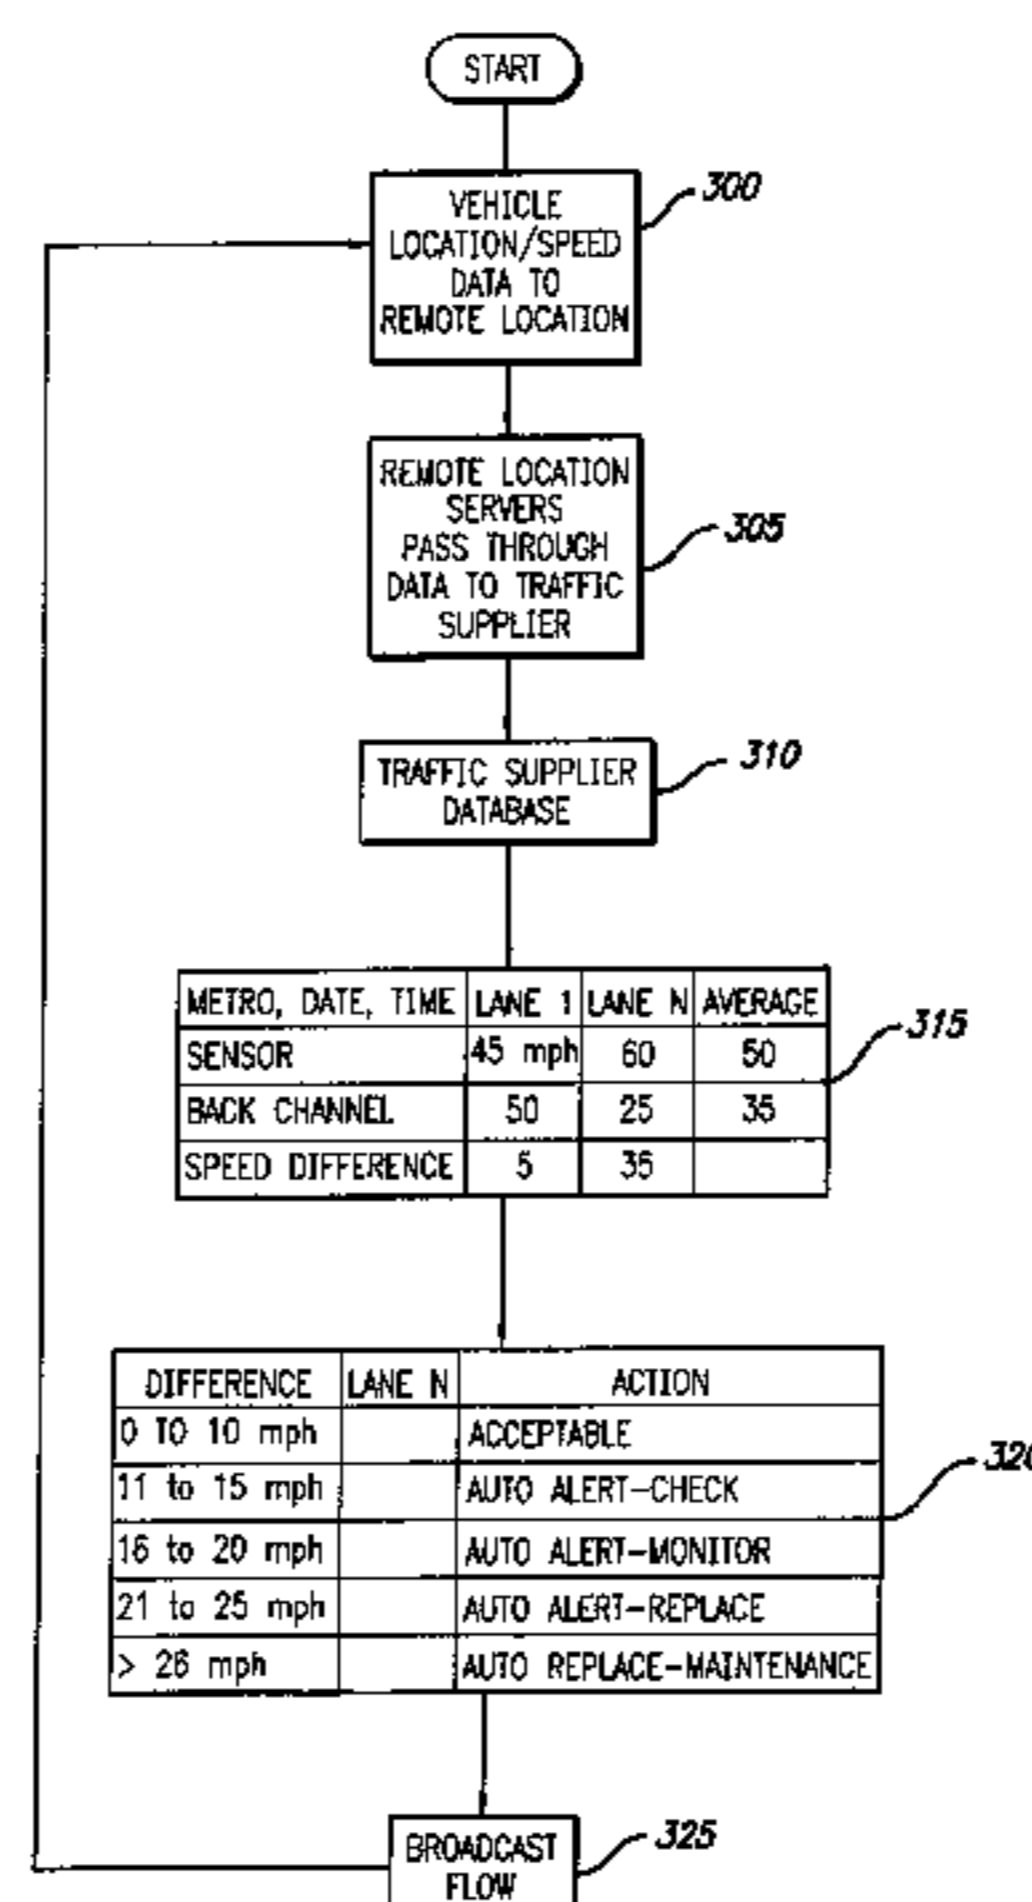 START
300
VEHICLE
LOCATION/SPEED
DATA TO
REMOTE LOCATION
REMOTE LOCATION
SERVERS
PASS THROUGH
DATA TO TRAFFIC
SUPPLIER
305
TRAFFIC SUPPLIER
DATABASE
310
METRO, DATE, TIME LANE 1 LANE N AVERAGE
SENSOR 45 mph 60 50
BACK CHANNEL 50 25 35
SPEED DIFFERENCE 5 35
315
DIFFERENCE LANE N ACTION
0 TO 10 mph ACCEPTABLE
11 to 15 mph AUTO ALERT-CHECK
16 to 20 mph AUTO ALERT-MONITOR
21 to 25 mph AUTO ALERT-REPLACE
> 26 mph AUTO REPLACE-MAINTENANCE
320
BROADCAST
FLOW
325